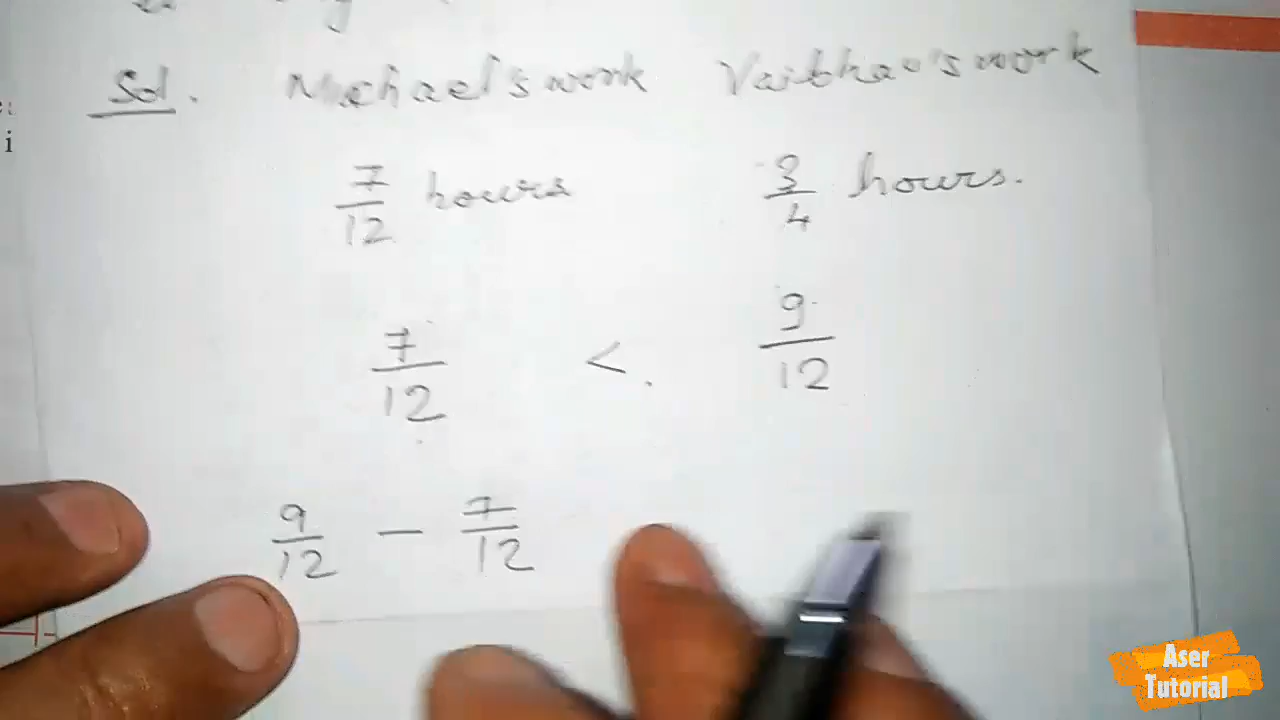 Sol. Michael's work Vaibhav's work
7/12 hours 3/4 hours.
7/12 < 9/12
9/12 - 7/12
Aser
Tutorial